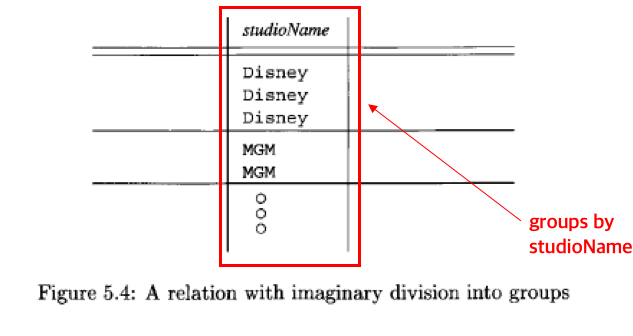 studioName
Disney
Disney
Disney
MGM
MGM
groups by
studioName
Figure 5.4: A relation with imaginary division into groups